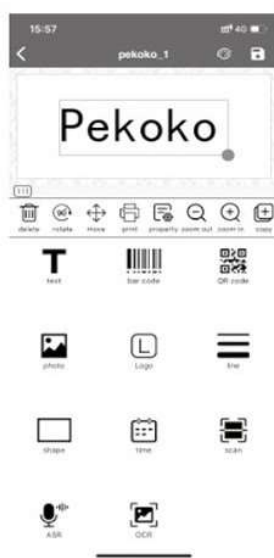 15:57 4G
pekoko_1
Pekoko
delete rotate move print property zoom out zoom in copy
T
text bar code QR code
L
photo Logo line
shape time scan
ASR OCR